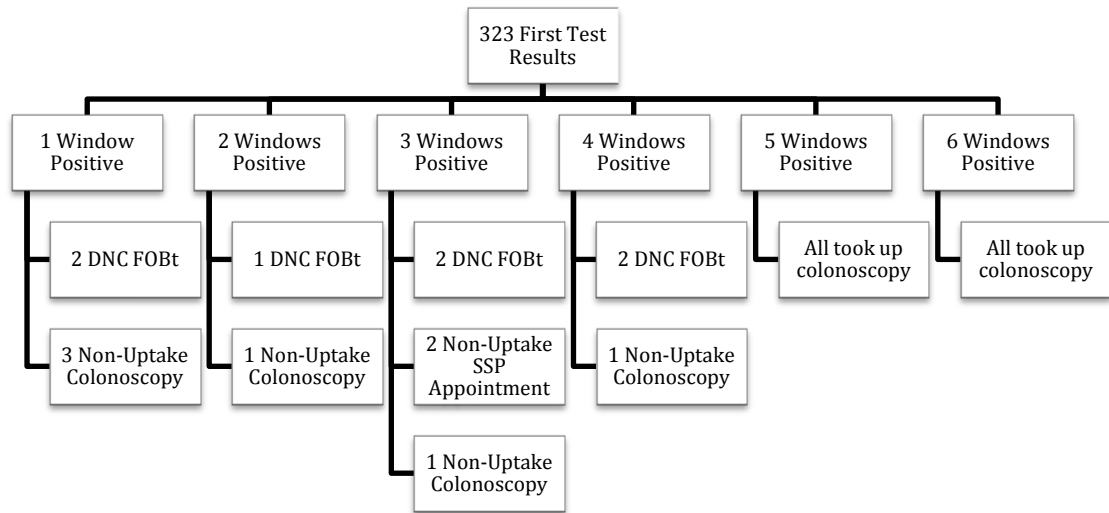 323 First Test
Results
1 Window
Positive
2 Windows
Positive
3 Windows
Positive
4 Windows
Positive
5 Windows
Positive
6 Windows
Positive
2 DNC FOBt
1 DNC FOBt
2 DNC FOBt
2 DNC FOBt
All took up
colonoscopy
All took up
colonoscopy
3 Non-Uptake
Colonoscopy
1 Non-Uptake
Colonoscopy
2 Non-Uptake
SSP
Appointment
1 Non-Uptake
Colonoscopy
1 Non-Uptake
Colonoscopy